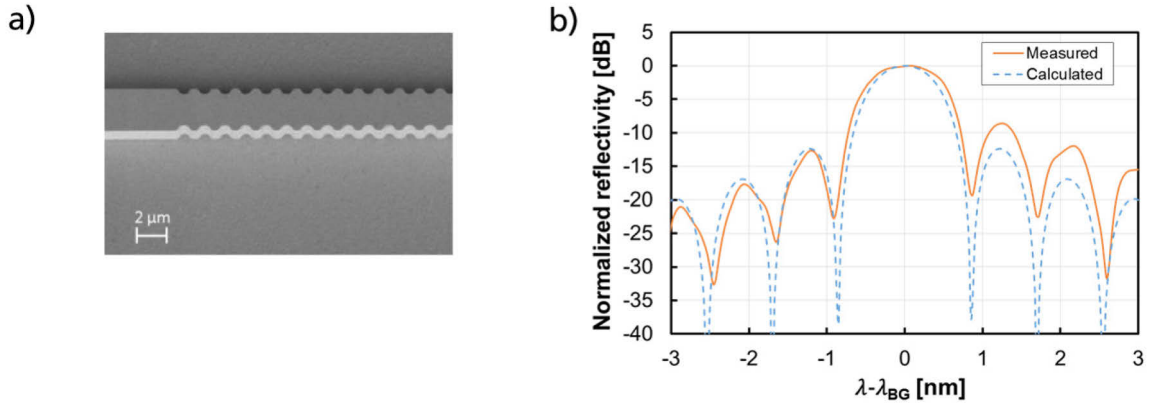 a)
2 µm
b)
Normalized reflectivity [dB]
5
0
-5
-10
-15
-20
-25
-30
-35
-40
Measured
Calculated
-3 -2 -1 0 1 2 3
λ-λBG [nm]